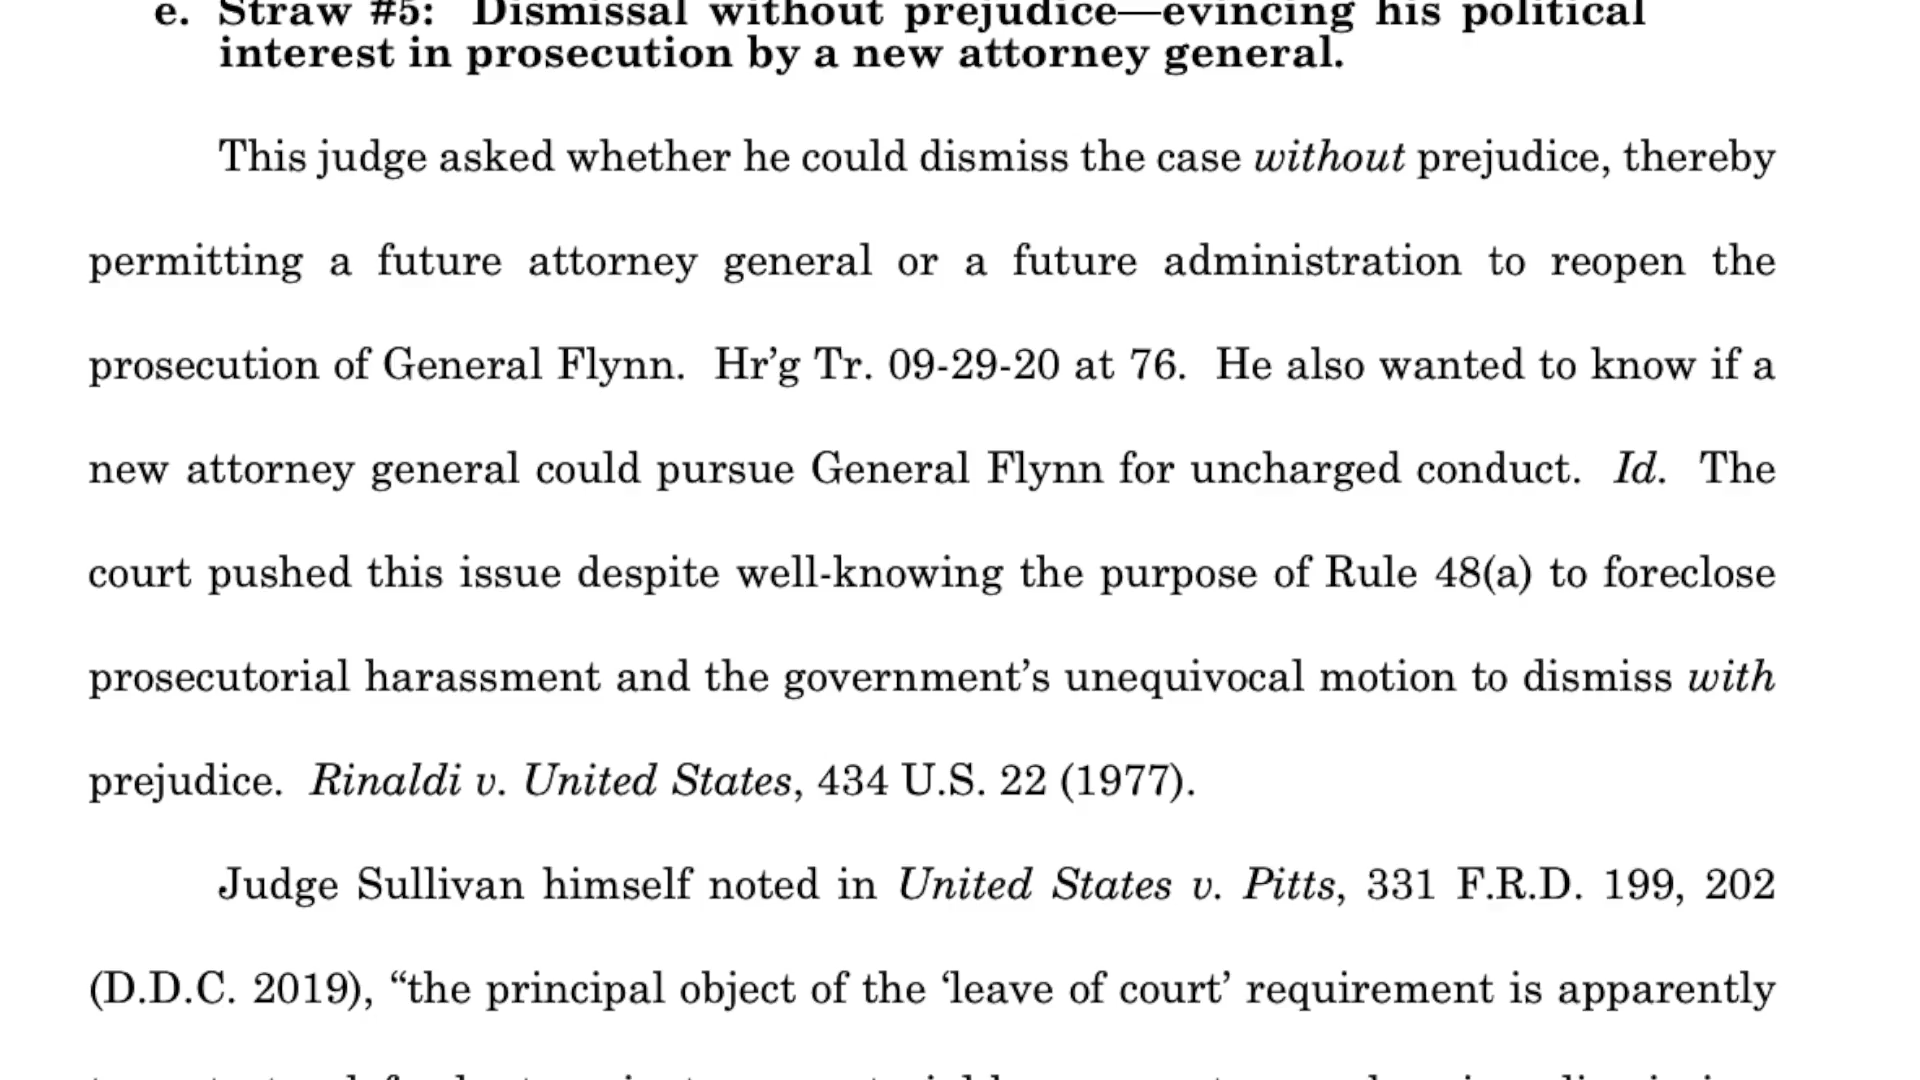 e. Straw #5: Dismissal without prejudice—evincing his political
interest in prosecution by a new attorney general.
This judge asked whether he could dismiss the case without prejudice, thereby
permitting a future attorney general or a future administration to reopen the
prosecution of General Flynn. Hr’g Tr. 09-29-20 at 76. He also wanted to know if a
new attorney general could pursue General Flynn for uncharged conduct. Id. The
court pushed this issue despite well-knowing the purpose of Rule 48(a) to foreclose
prosecutorial harassment and the government’s unequivocal motion to dismiss with
prejudice. Rinaldi v. United States, 434 U.S. 22 (1977).
Judge Sullivan himself noted in United States v. Pitts, 331 F.R.D. 199, 202
(D.D.C. 2019), “the principal object of the ‘leave of court’ requirement is apparently